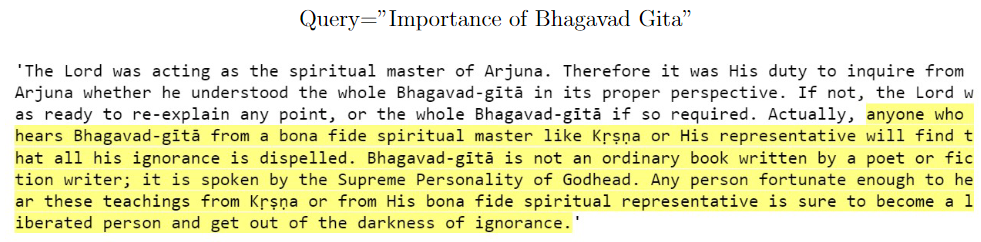 Query=”Importance of Bhagavad Gita”
'The Lord was acting as the spiritual master of Arjuna. Therefore it was His duty to inquire from
Arjuna whether he understood the whole Bhagavad-gītā in its proper perspective. If not, the Lord w
as ready to re-explain any point, or the whole Bhagavad-gītā if so required. Actually, anyone who
hears Bhagavad-gītā from a bona fide spiritual master like Kṛṣṇa or His representative will find t
hat all his ignorance is dispelled. Bhagavad-gītā is not an ordinary book written by a poet or fic
tion writer; it is spoken by the Supreme Personality of Godhead. Any person fortunate enough to he
ar these teachings from Kṛṣṇa or from His bona fide spiritual representative is sure to become a l
iberated person and get out of the darkness of ignorance.'